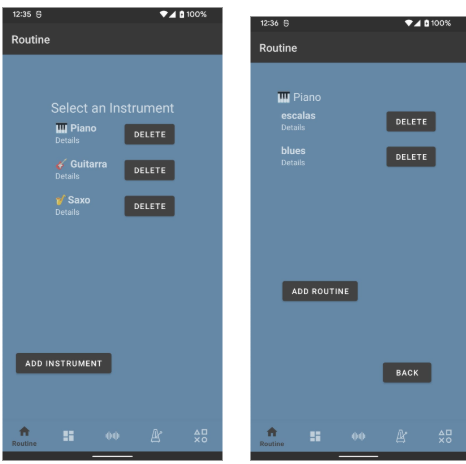 12:35
100%
Routine
Select an Instrument
Piano
Details
DELETE
Guitarra
Details
DELETE
Saxo
Details
DELETE
ADD INSTRUMENT
Routine
12:36
100%
Routine
Piano
escalas
Details
DELETE
blues
Details
DELETE
ADD ROUTINE
BACK
Routine